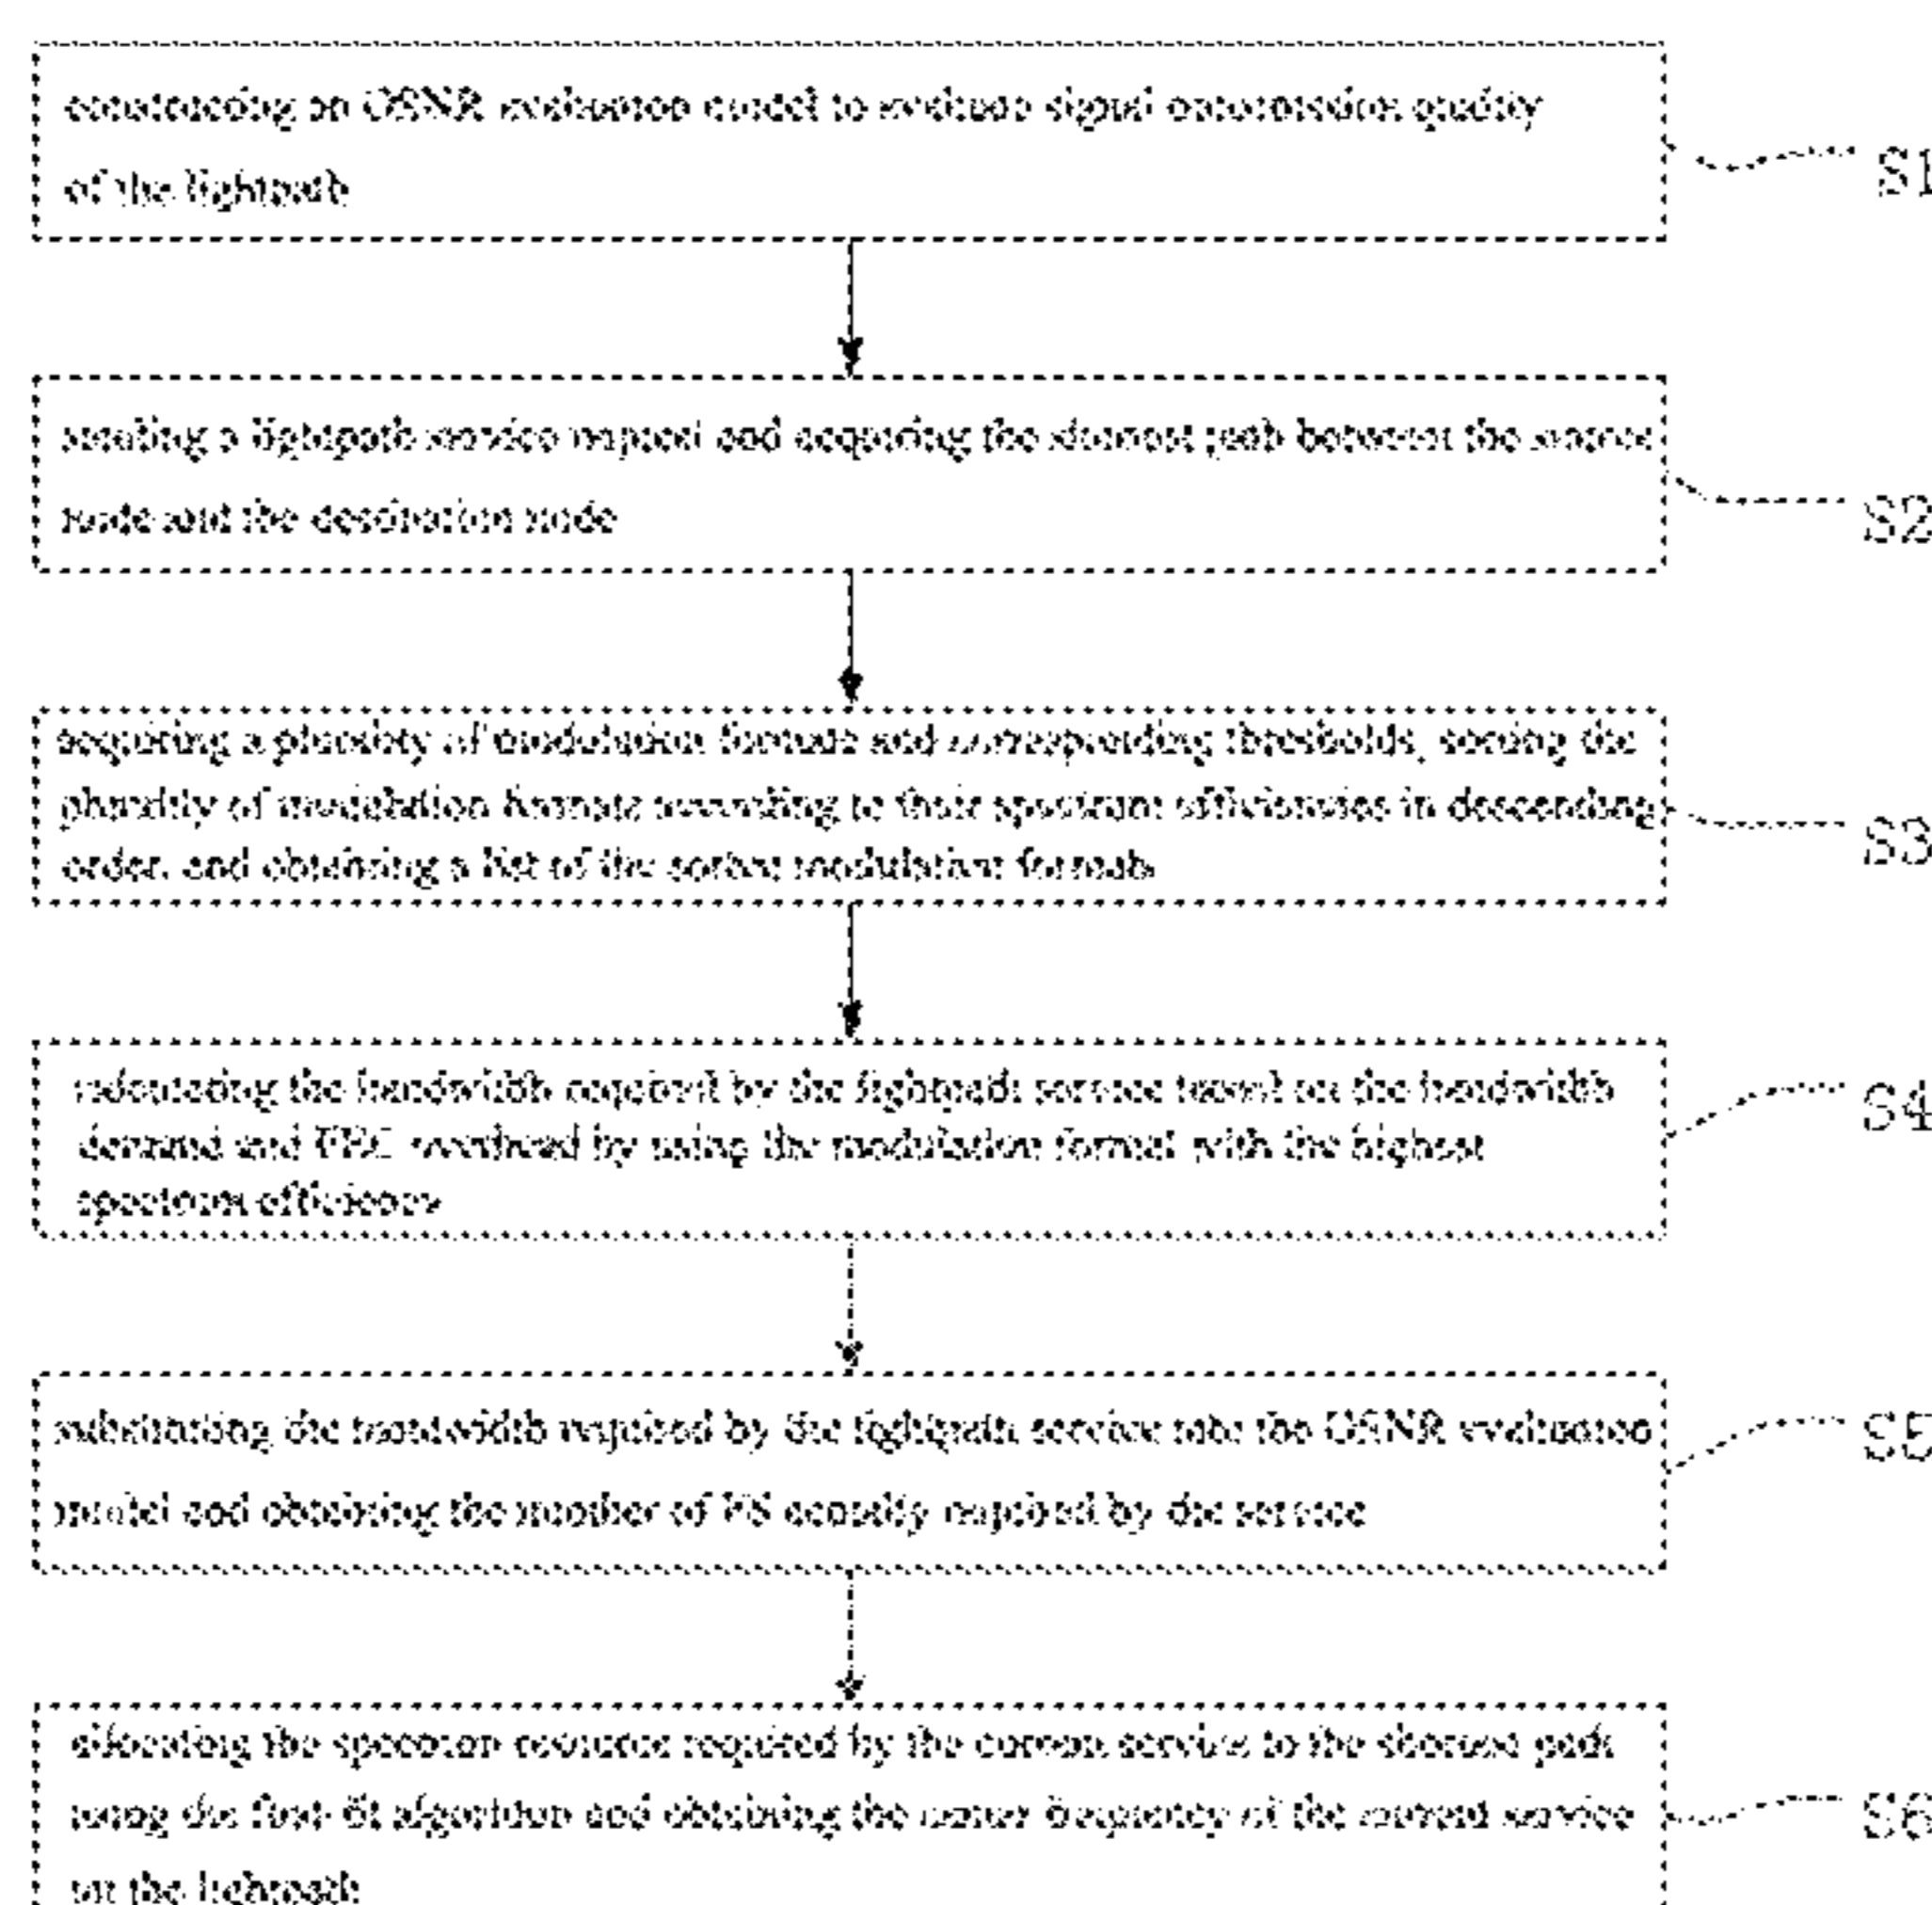 constructing an OSNR evaluation model to evaluate signal transmission quality
of the lightpath
S1
creating a lightpath service request and acquiring the shortest path between the source
node and the destination node
S2
acquiring a plurality of modulation formats and corresponding thresholds, sorting the
plurality of modulation formats according to their spectrum efficiencies in descending
order, and obtaining a list of the sorted modulation formats
S3
calculating the bandwidth required by the lightpath service based on the bandwidth
demand and FEC overhead by using the modulation format with the highest
spectrum efficiency
S4
substituting the bandwidth required by the lightpath service into the OSNR evaluation
model and obtaining the number of FS actually required by the service
S5
allocating the spectrum resource required by the current service to the shortest path
using the first-fit algorithm and obtaining the center frequency of the current service
on the lightpath
S6